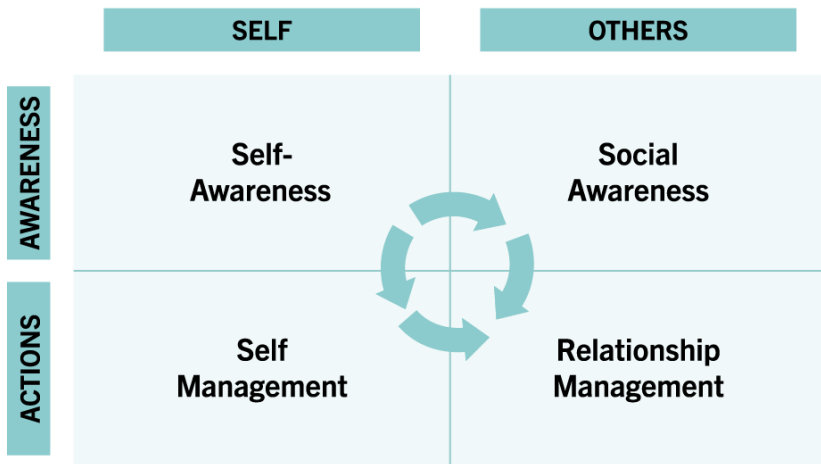 SELF
OTHERS
AWARENESS
Self-
Awareness
Social
Awareness
ACTIONS
Self
Management
Relationship
Management